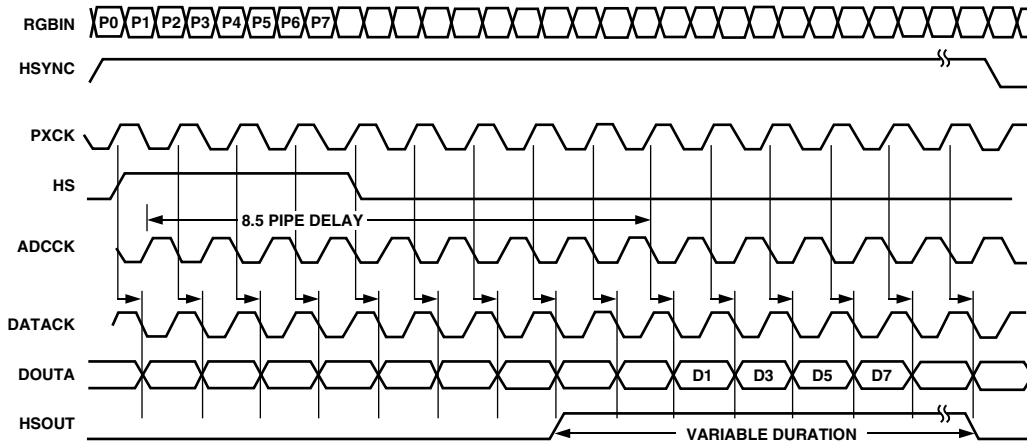 RGBIN P0 P1 P2 P3 P4 P5 P6 P7
HSYNC
PXCK
HS
8.5 PIPE DELAY
ADCCK
DATACK
DOUTA D1 D3 D5 D7
HSOUT
VARIABLE DURATION